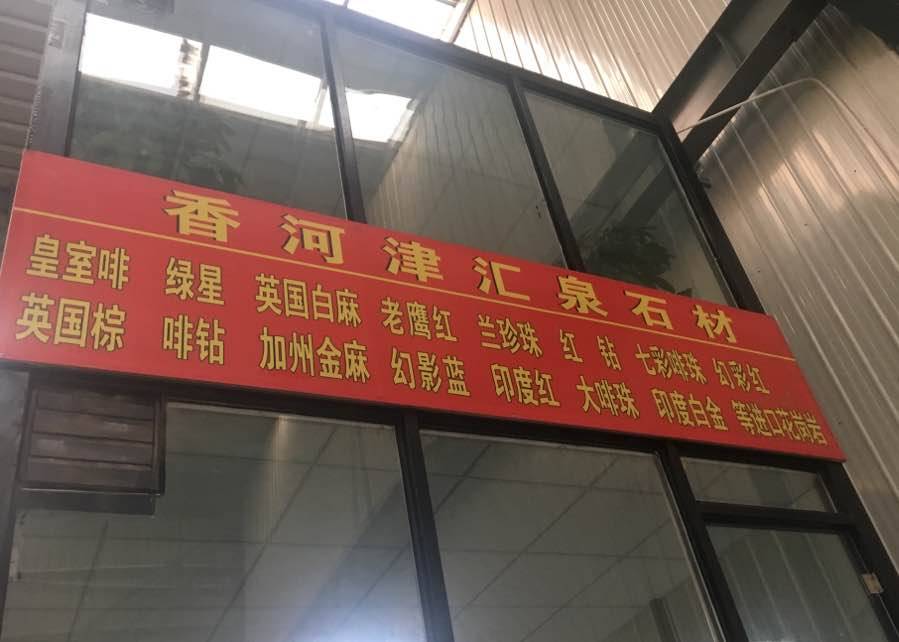 香河津汇泉石材
皇室啡 绿星 英国白麻 老鹰红 兰珍珠 红钻 七彩啡珠 幻彩红
英国棕 啡钻 加州金麻 幻影蓝 印度红 大啡珠 印度白金 等进口花岗岩